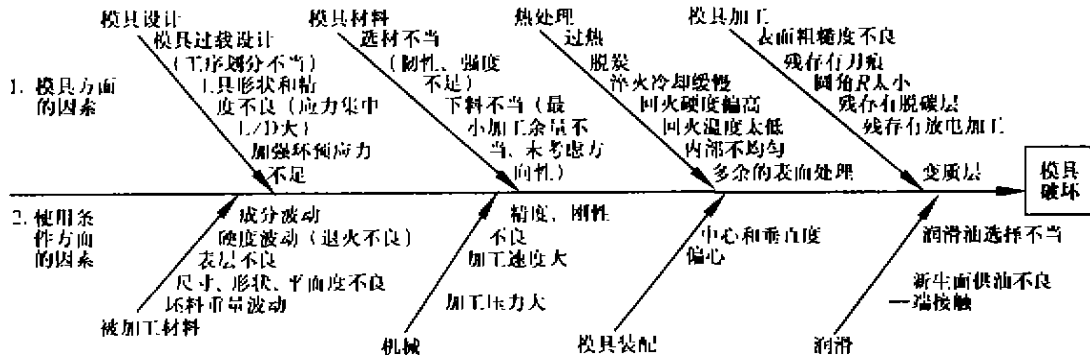 模具设计
模具过载设计
(工序划分不当)
工具形状和粘
度不良(应力集中
L/D大)
加强环预应力
不足
模具材料
选材不当
(韧性、强度
不足)
下料不当(最
小加工余量不
当、未考虑方
向性)
热处理
过热
脱炭
淬火冷却缓慢
回火硬度偏高
回火温度太低
内部不均匀
多余的表面处理
模具加工
表面粗糙度不良
残存有刀痕
圆角R太小
残存有脱碳层
残存有放电加工
变质层
1. 模具方面
的因素
模具
破坏
2. 使用条
件方面
的因素
成分波动
硬度波动(退火不良)
表层不良
尺寸、形状、平面度不良
坯料重量波动
被加工材料
精度、刚性
不良
加工速度大
加工压力大
机械
中心和垂直度
偏心
模具装配
润滑油选择不当
新生面供油不良
一端接触
润滑